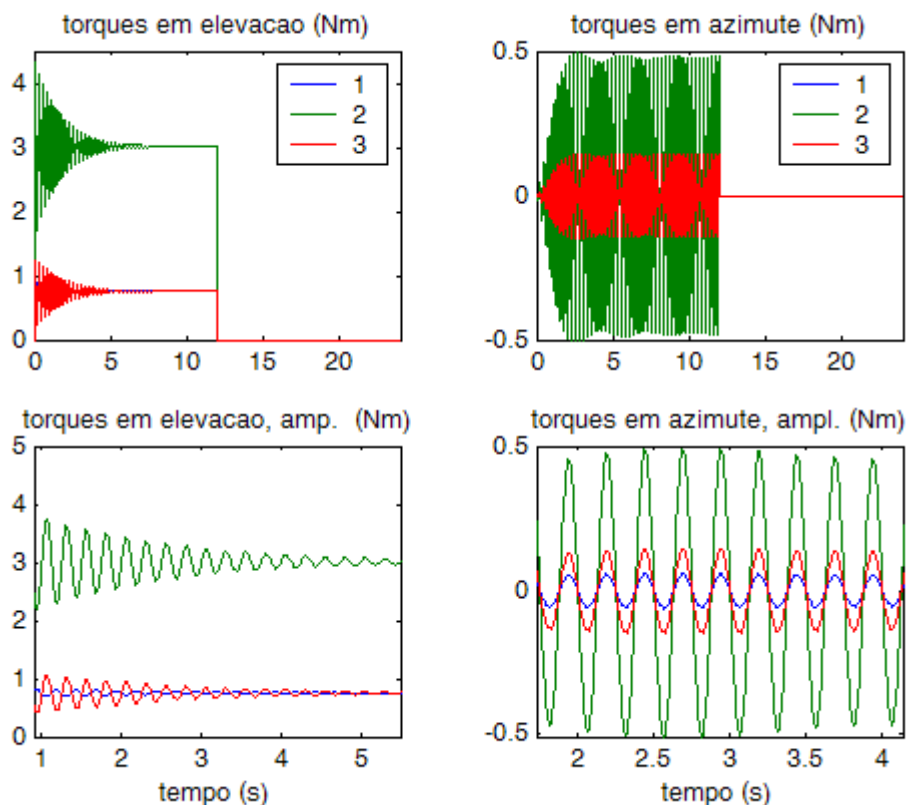 torques em elevacao (Nm)
4
3
2
1
0
0 5 10 15 20
1
2
3
torques em azimute (Nm)
0.5
0
-0.5
0 5 10 15 20
1
2
3
torques em elevacao, amp. (Nm)
5
4
3
2
1
0
1 2 3 4 5
tempo (s)
torques em azimute, ampl. (Nm)
0.5
0
-0.5
2 2.5 3 3.5 4
tempo (s)